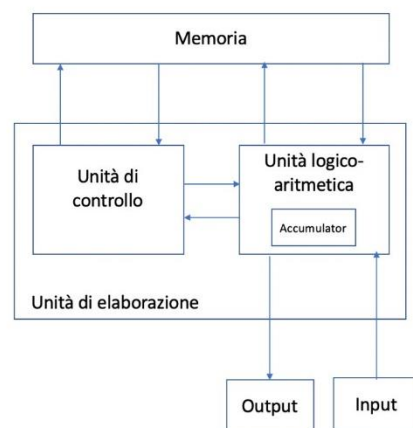 Memoria
Unità di
controllo
Unità logico-
aritmetica
Accumulator
Unità di elaborazione
Output
Input